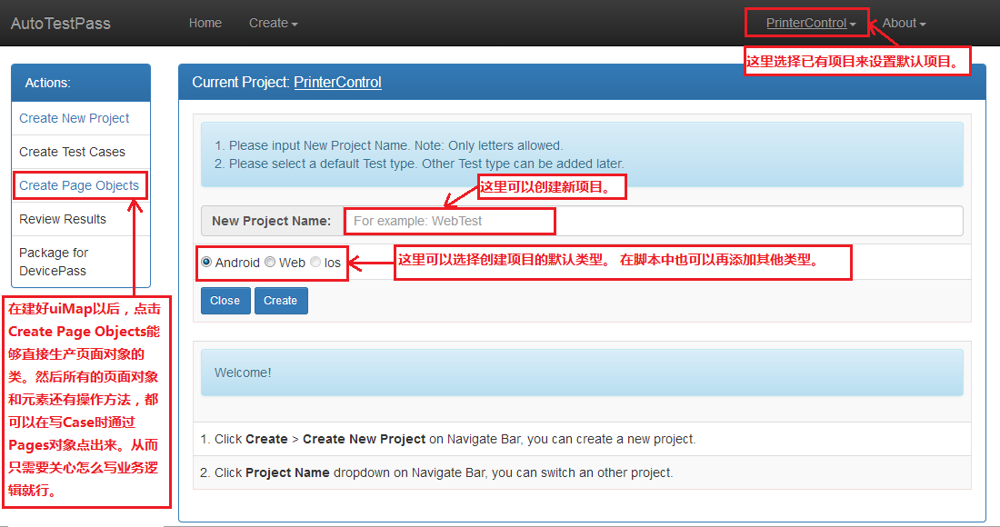 AutoTestPass
Home
Create
PrinterControl
About
这里选择已有项目来设置默认项目。
Actions:
Create New Project
Create Test Cases
Create Page Objects
Review Results
Package for
DevicePass
在建好uiMap以后，点击
Create Page Objects能
够直接生产页面对象的
类。然后所有的页面对象
和元素还有操作方法，都
可以在写Case时通过
Pages对象点出来。从而
只需要关心怎么写业务逻
辑就行。
Current Project: PrinterControl
1. Please input New Project Name. Note: Only letters allowed.
2. Please select a default Test type. Other Test type can be added later.
这里可以创建新项目。
New Project Name:
For example: WebTest
Android Web Ios
这里可以选择创建项目的默认类型。 在脚本中也可以再添加其他类型。
Close
Create
Welcome!
1. Click Create > Create New Project on Navigate Bar, you can create a new project.
2. Click Project Name dropdown on Navigate Bar, you can switch an other project.